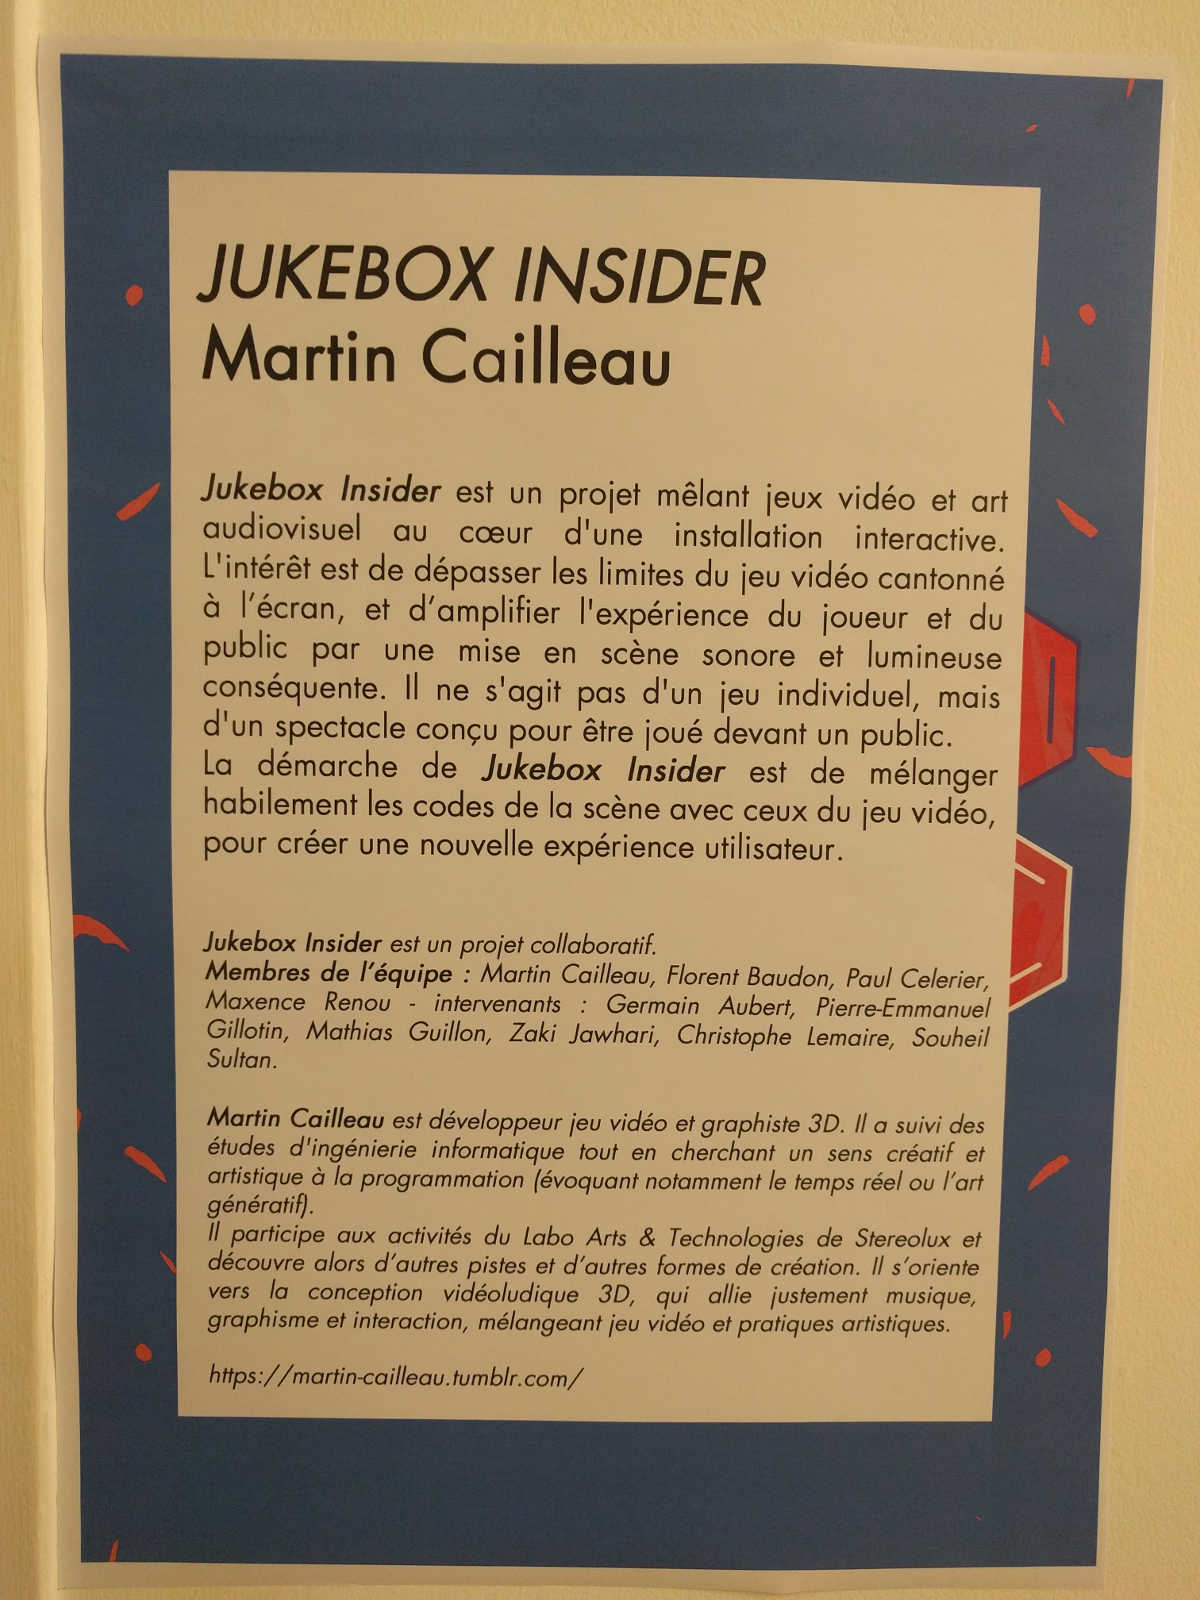 JUKEBOX INSIDER
Martin Cailleau
Jukebox Insider est un projet mêlant jeux vidéo et art
audiovisuel au cœur d'une installation interactive.
L'intérêt est de dépasser les limites du jeu vidéo cantonné
à l’écran, et d’amplifier l'expérience du joueur et du
public par une mise en scène sonore et lumineuse
conséquente. Il ne s'agit pas d'un jeu individuel, mais
d'un spectacle conçu pour être joué devant un public.
La démarche de Jukebox Insider est de mélanger
habilement les codes de la scène avec ceux du jeu vidéo,
pour créer une nouvelle expérience utilisateur.
Jukebox Insider est un projet collaboratif.
Membres de l’équipe : Martin Cailleau, Florent Baudon, Paul Celerier,
Maxence Renou - intervenants : Germain Aubert, Pierre-Emmanuel
Gillotin, Mathias Guillon, Zaki Jawhari, Christophe Lemaire, Souheil
Sultan.
Martin Cailleau est développeur jeu vidéo et graphiste 3D. Il a suivi des
études d'ingénierie informatique tout en cherchant un sens créatif et
artistique à la programmation (évoquant notamment le temps réel ou l’art
génératif).
Il participe aux activités du Labo Arts & Technologies de Stereolux et
découvre alors d’autres pistes et d’autres formes de création. Il s’oriente
vers la conception vidéoludique 3D, qui allie justement musique,
graphisme et interaction, mélangeant jeu vidéo et pratiques artistiques.
https://martin-cailleau.tumblr.com/